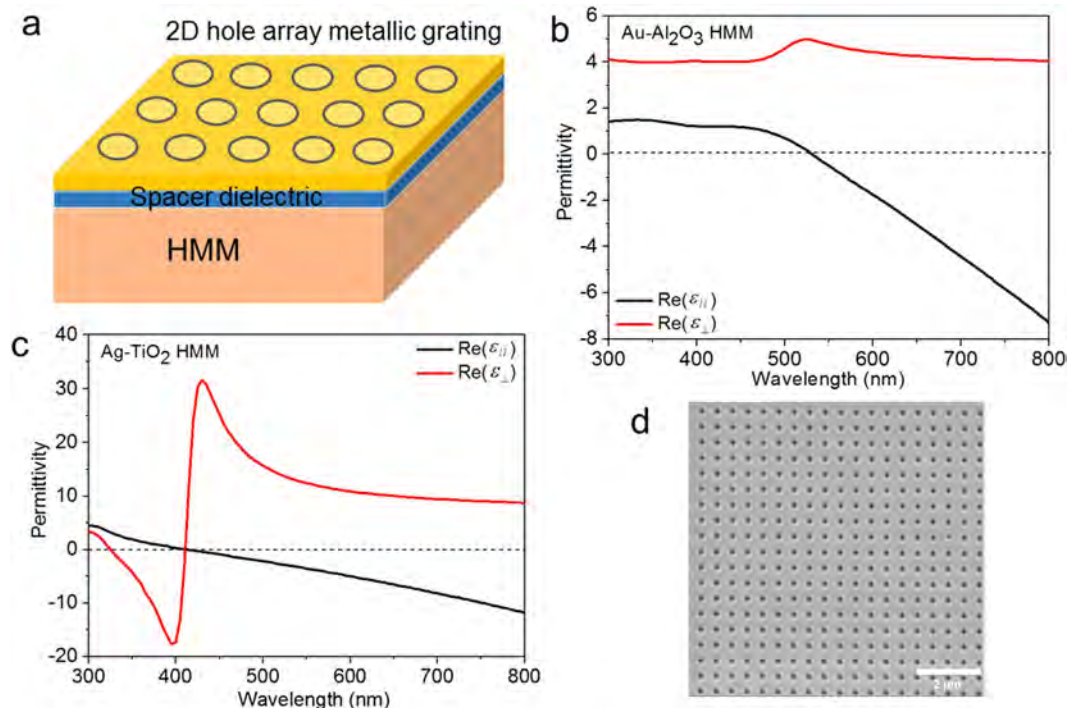 a
2D hole array metallic grating
Spacer dielectric
HMM
b
Au-Al₂O₃ HMM
Permittivity
6
4
2
0
-2
-4
-6
-8
Re(ε//)
Re(ε⊥)
300
400
500
600
700
800
Wavelength (nm)
c
Ag-TiO₂ HMM
Permittivity
40
30
20
10
0
-10
-20
Re(ε//)
Re(ε⊥)
300
400
500
600
700
800
Wavelength (nm)
d
2 μm